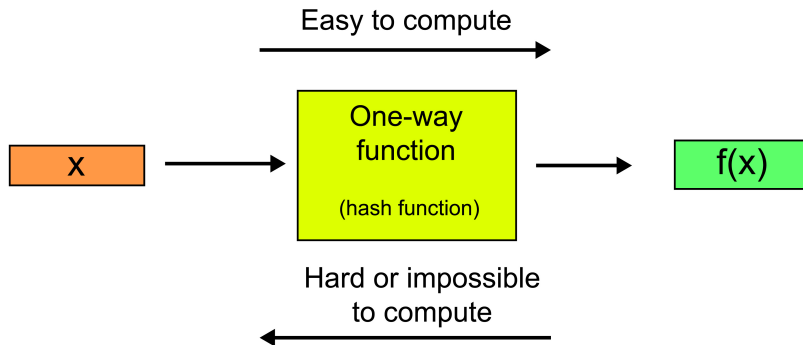 Easy to compute
One-way
function
(hash function)
x
f(x)
Hard or impossible
to compute